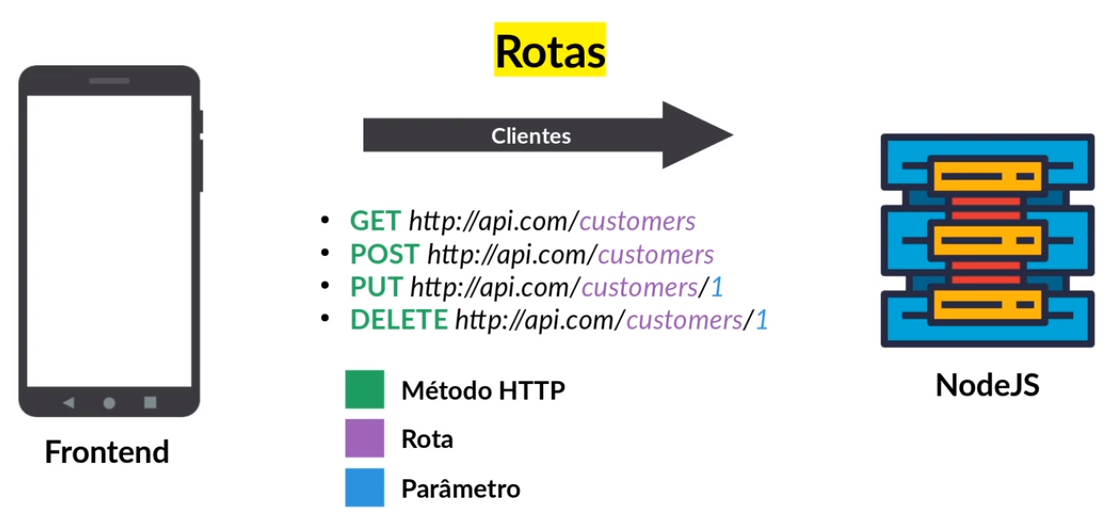 Rotas
Clientes
• GET http://api.com/customers
• POST http://api.com/customers
• PUT http://api.com/customers/1
• DELETE http://api.com/customers/1
Método HTTP
Rota
Parâmetro
Frontend
NodeJS